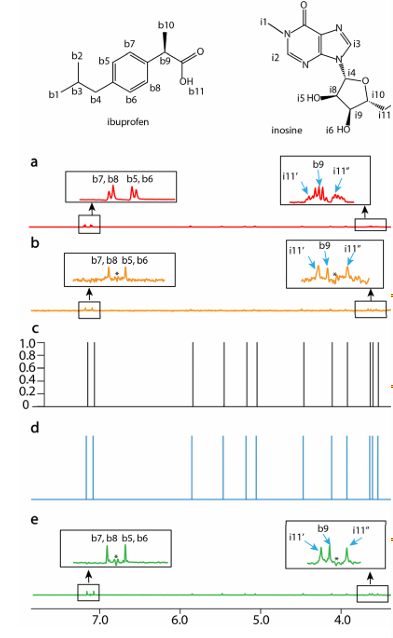 b10
b7
O
b5
b2
b9
b3
OH
b11
b1
b4
b6
b8
ibuprofen
O
i1
N
N
i3
i2
N
N
i4
O
i8
i5 HO
i10
i9
i11
i6 HO
inosine
a
b7, b8 b5, b6
b9
i11' i11"
b
b7, b8 b5, b6
*
b9
i11' i11"
*
c
1.0
0.8
0.6
0.4
0.2
0
d
e
b7, b8 b5, b6
*
b9
i11' i11"
*
7.0 6.0 5.0 4.0